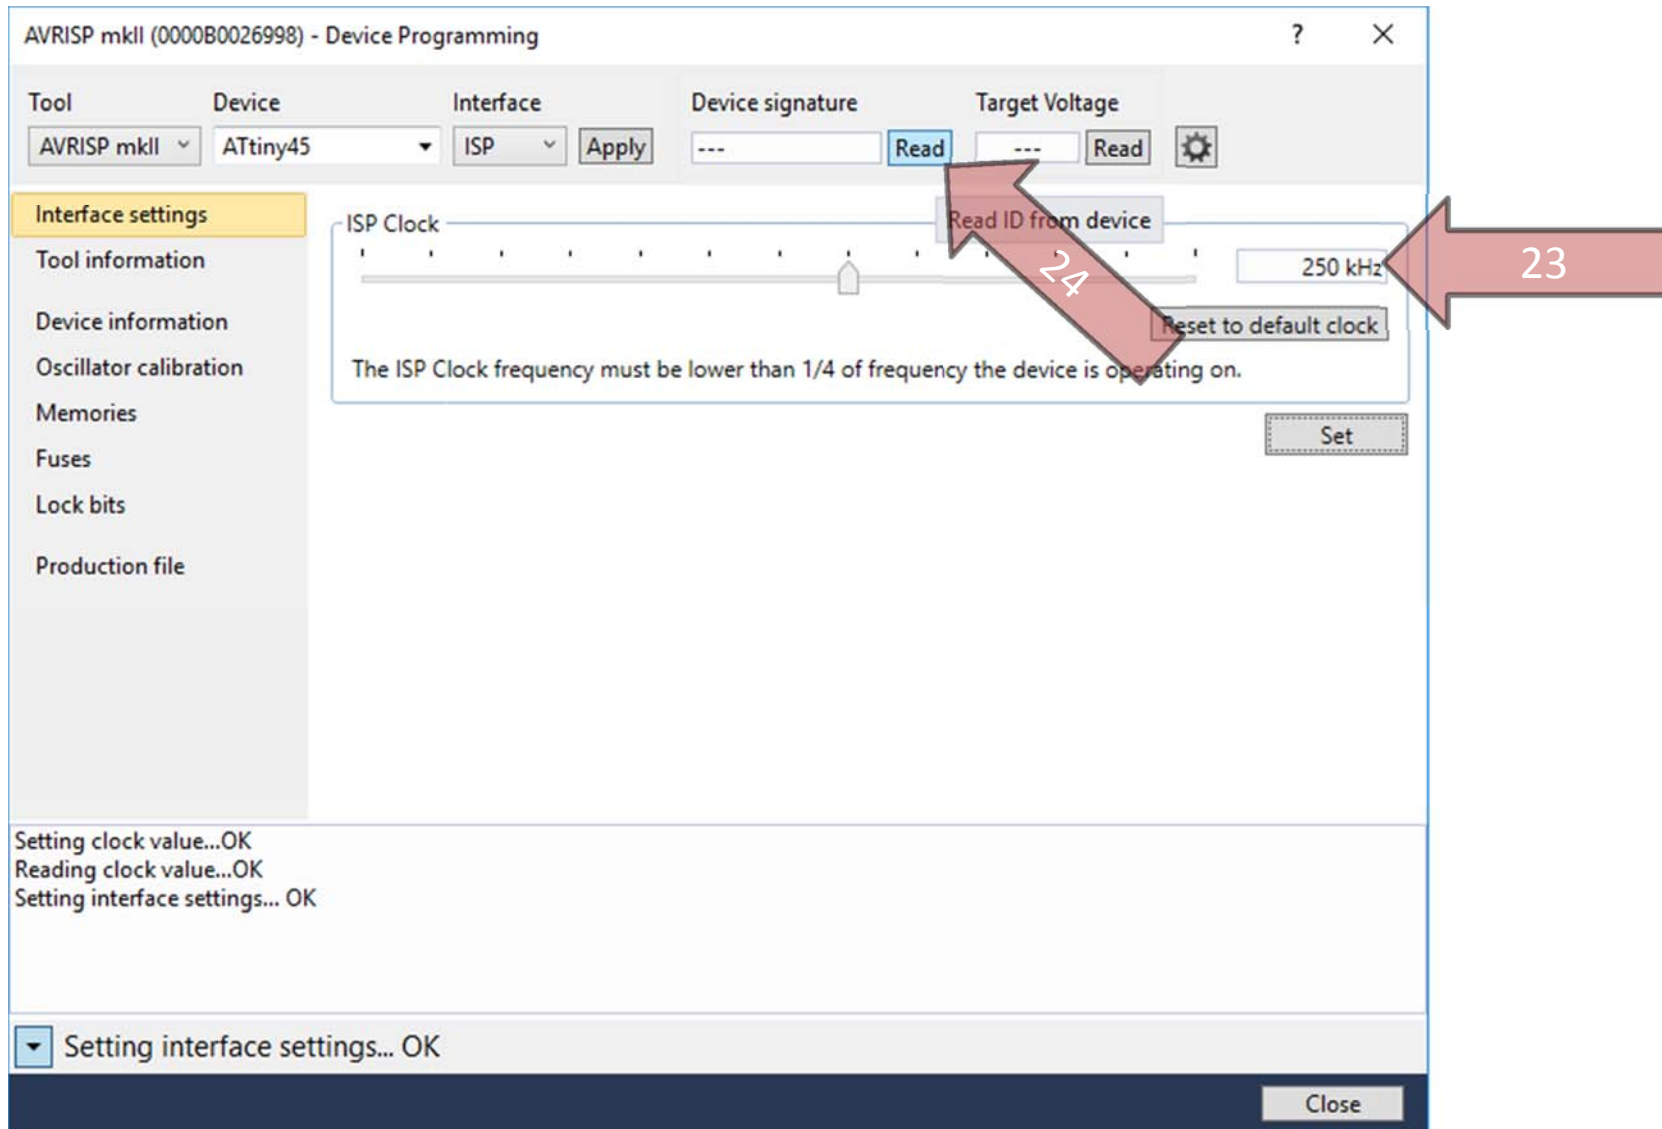 AVRISP mkII (0000B0026998) - Device Programming ?
Tool Device Interface Device signature Target Voltage
AVRISP mkII ATtiny45 ISP Apply --- Read --- Read
Interface settings
Tool information
Device information
Oscillator calibration
Memories
Fuses
Lock bits
Production file
ISP Clock
Read ID from device
24
250 kHz
23
Reset to default clock
The ISP Clock frequency must be lower than 1/4 of frequency the device is operating on.
Set
Setting clock value...OK
Reading clock value...OK
Setting interface settings... OK
Setting interface settings... OK
Close